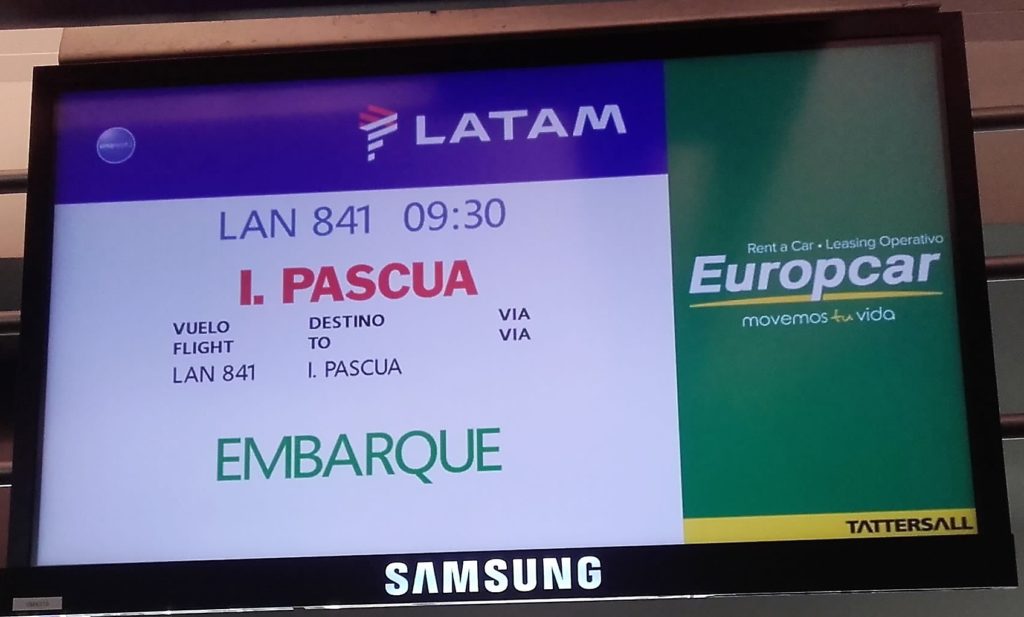 LATAM
LAN 841 09:30
I. PASCUA
VUELO DESTINO VIA
FLIGHT TO VIA
LAN 841 I. PASCUA
EMBARQUE
Rent a Car • Leasing Operativo
Europcar
movemos tu vida
TATTERSALL
SAMSUNG